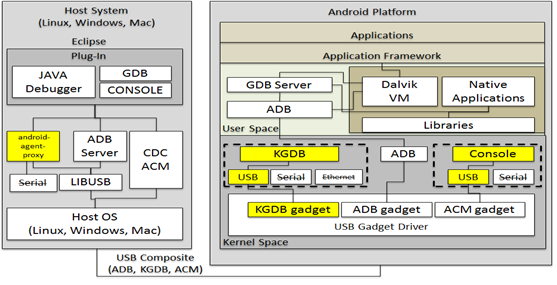 Host System
(Linux, Windows, Mac)
Eclipse
Plug-In
JAVA
Debugger
GDB
CONSOLE
android-
agent-
proxy
ADB
Server
CDC
ACM
Serial
LIBUSB
Host OS
(Linux, Windows, Mac)
Android Platform
Applications
Application Framework
GDB Server
Dalvik
VM
Native
Applications
ADB
Libraries
User Space
KGDB
ADB
Console
USB
Serial
Ethernet
USB
Serial
KGDB gadget
ADB gadget
ACM gadget
USB Gadget Driver
Kernel Space
USB Composite
(ADB, KGDB, ACM)